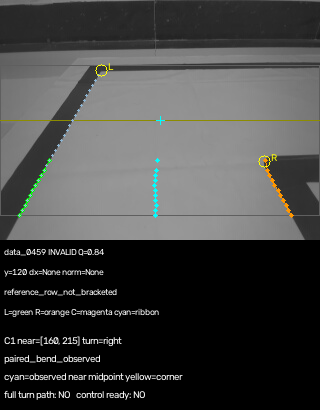 L
R
data_0459 INVALID Q=0.84
y=120 dx=None norm=None
reference_row_not_bracketed
L=green R=orange C=magenta cyan=ribbon
C1 near=[160, 215] turn=right
paired_bend_observed
cyan=observed near midpoint yellow=corner
full turn path: NO control ready: NO